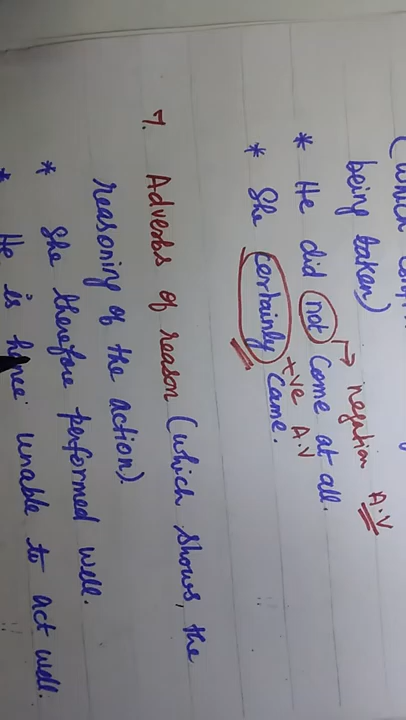 (which
being taken)
negation A.V
* He did not come at all.
+ve A.V
* She certainly came.
7. Adverbs of reason (which shows, the
reasoning of the action).
* She therefore performed well.
* He is hence unable to act well.